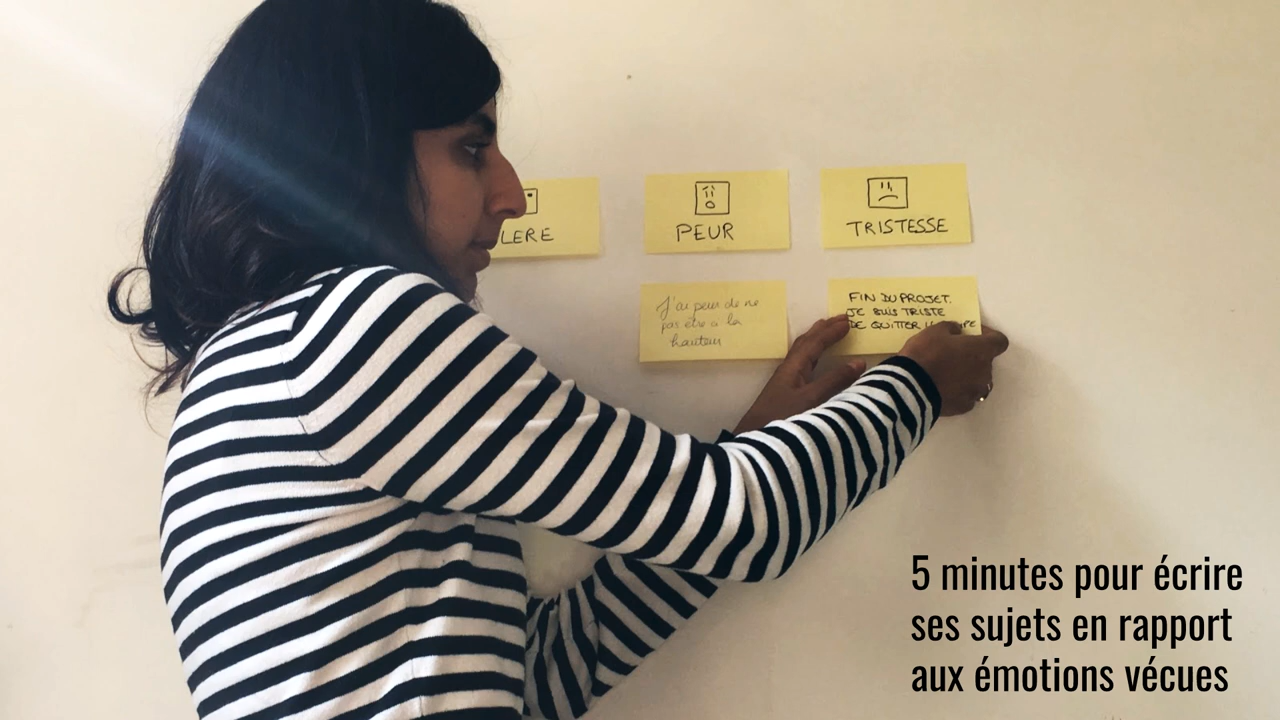 LERE
PEUR
TRISTESSE
J'ai peur de ne
pas être à la
hauteur
FIN DU PROJET.
JE SUIS TRISTE
DE QUITTER
5 minutes pour écrire
ses sujets en rapport
aux émotions vécues